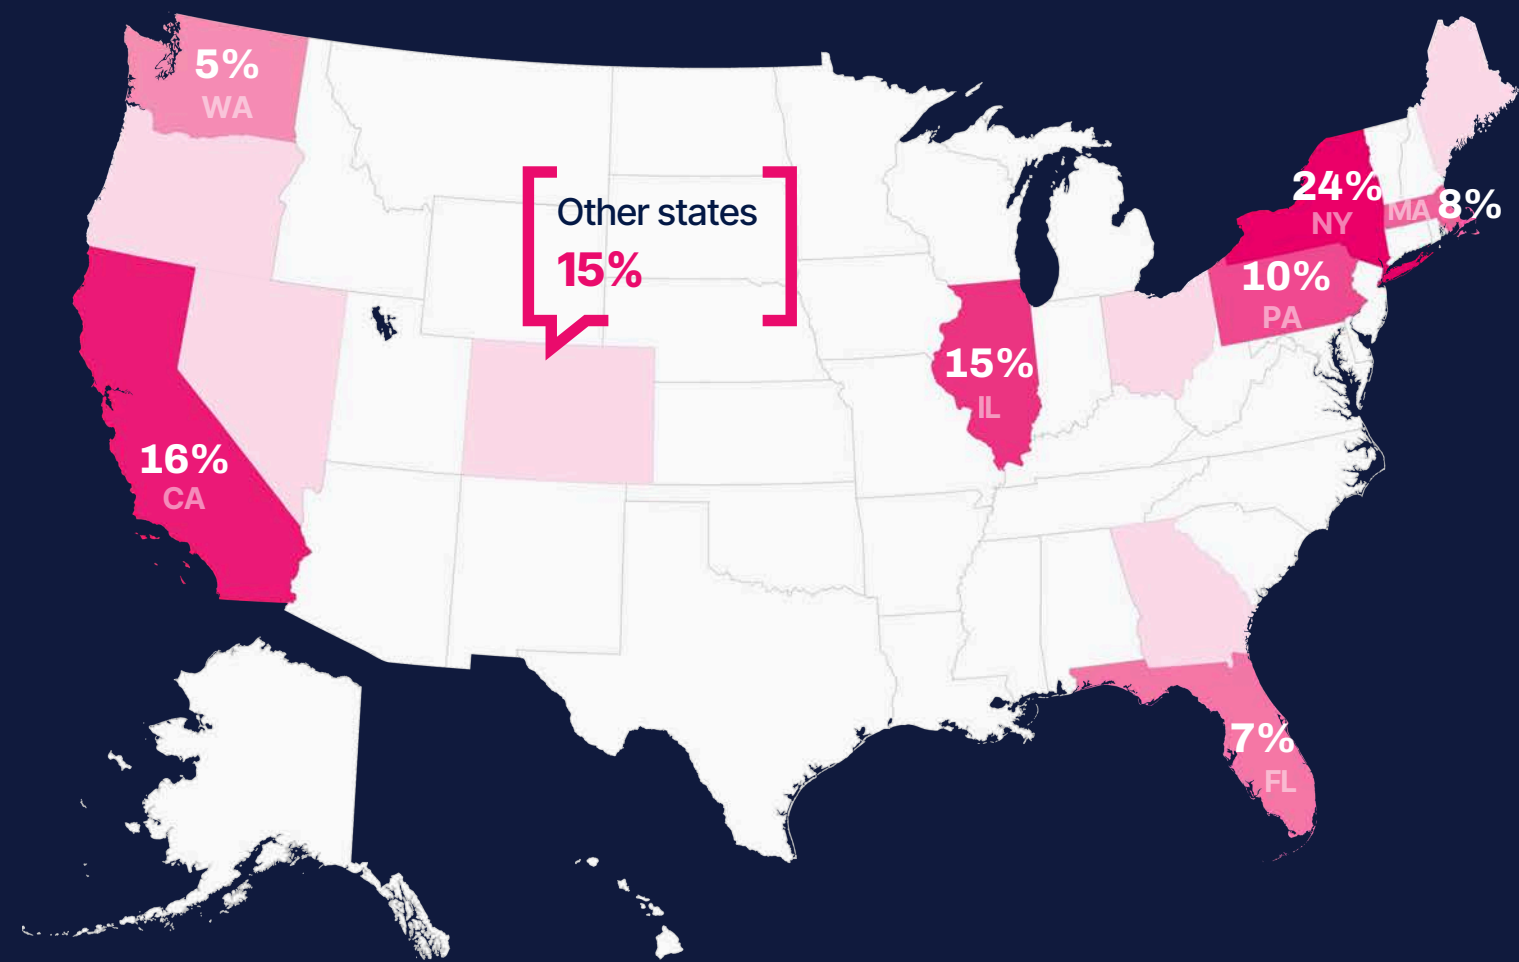 5%
WA
Other states
15%
24%
NY
MA 8%
10%
PA
15%
IL
16%
CA
7%
FL